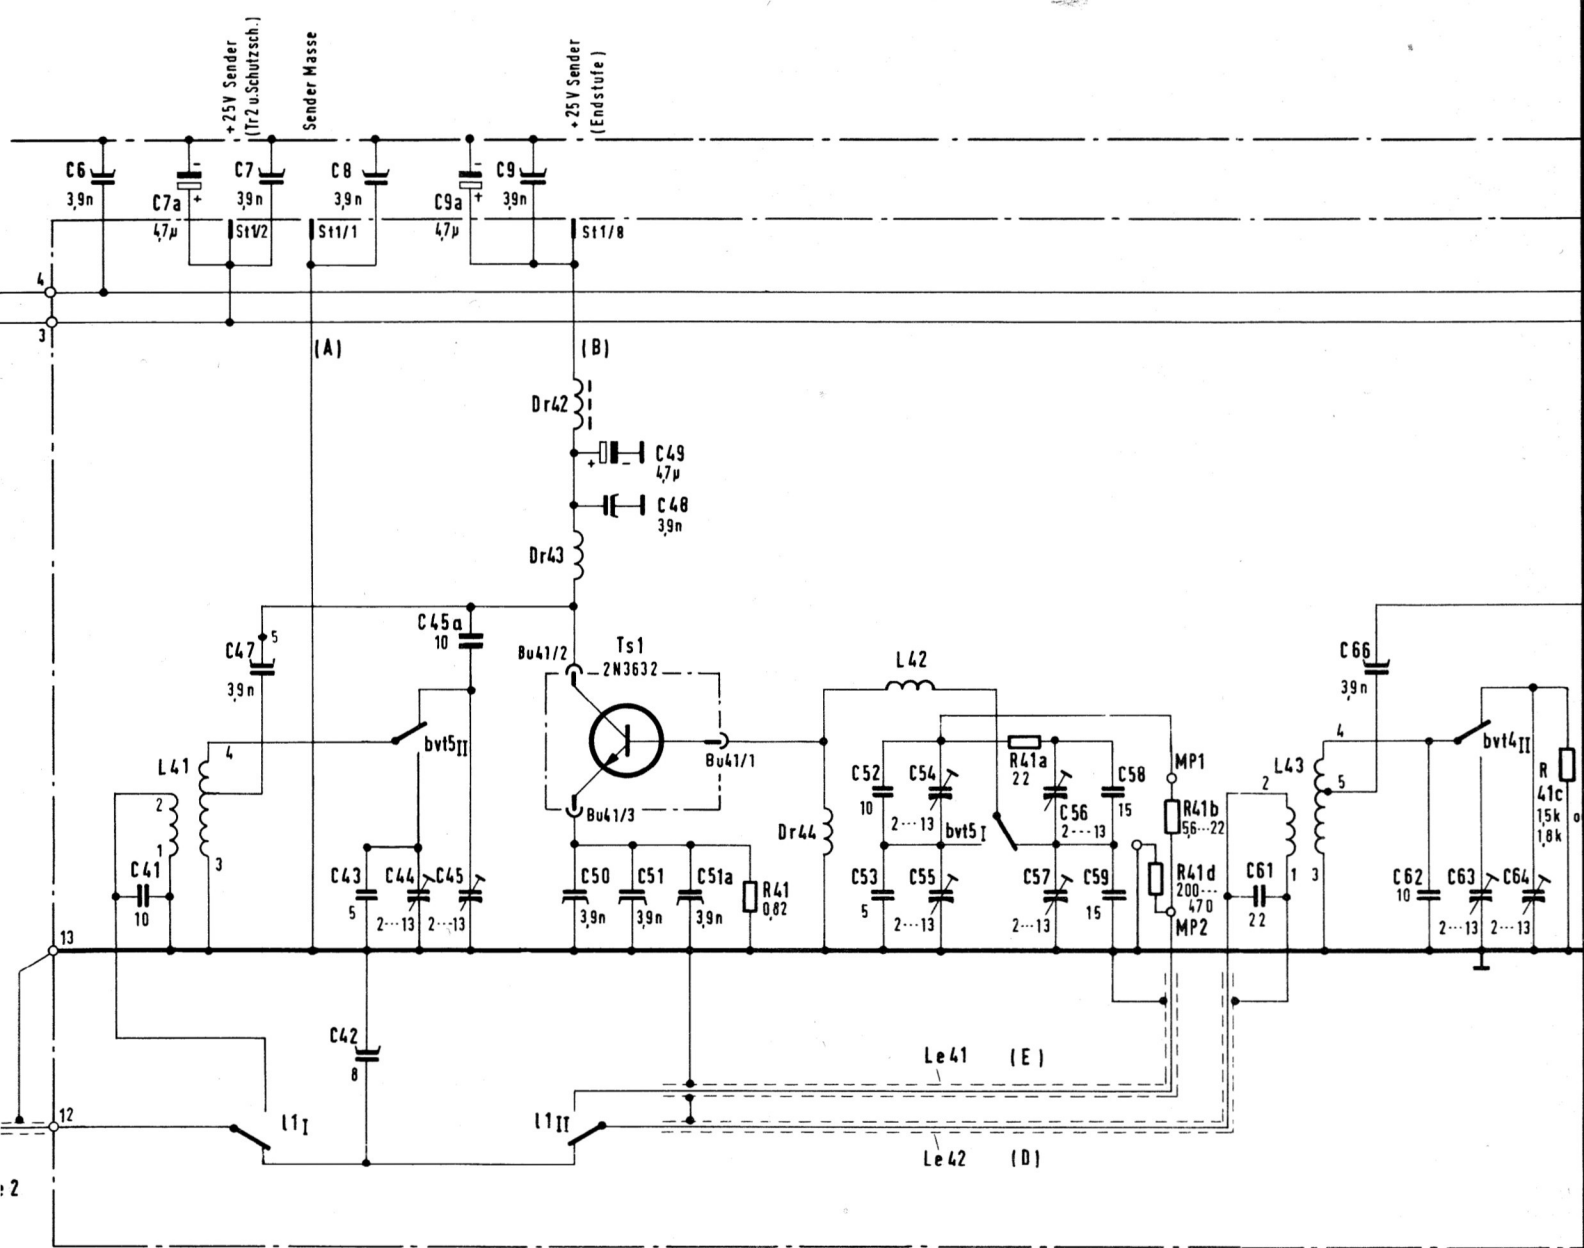 +25V Sender
(Tr2 u.Schutzsch.)
Sender Masse
+25V Sender
(Endstufe)
C6
3,9n
C7a
4,7µ
-
+
C7
3,9n
C8
3,9n
C9a
4,7µ
-
+
C9
3,9n
St1/2
St1/1
St1/8
4
3
(A)
(B)
Dr42
+
-
C49
4,7µ
C48
3,9n
Dr43
C45a
10
5
C47
3,9n
Bu41/2
Ts1
2N3632
L42
C66
3,9n
4
bvt5II
Bu41/1
L41
2
1
3
Bu41/3
Dr44
C52
10
C54
2···13
R41a
22
C56
2···13
C58
15
bvt5I
MP1
R41b
5,6···22
2
L43
4
5
bvt4II
R
41c
1,5k
1,8k
C41
10
C43
5
C44
2···13
C45
2···13
C50
3,9n
C51
3,9n
C51a
3,9n
R41
0,82
C53
5
C55
2···13
C57
2···13
C59
15
R41d
200···
470
MP2
C61
22
1
3
C62
10
C63
2···13
C64
2···13
13
C42
8
Le41 (E)
12
l1I
l1II
Le42 (D)
e 2